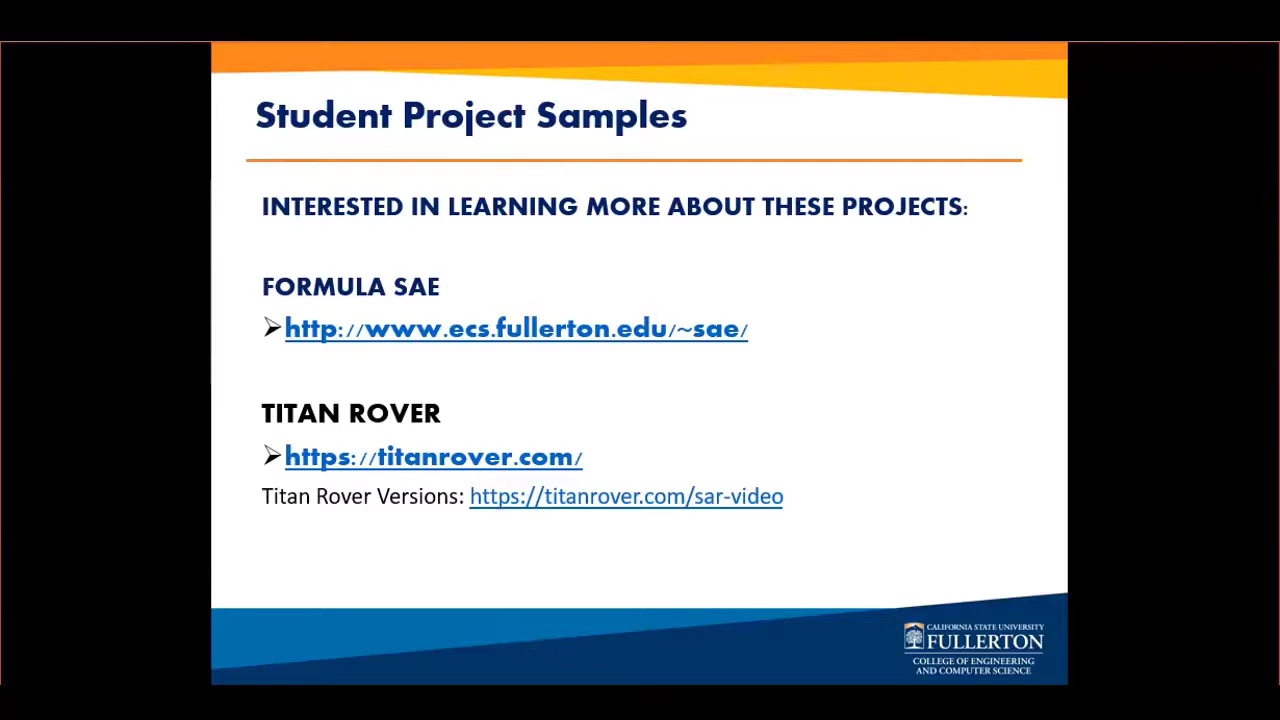 Student Project Samples
INTERESTED IN LEARNING MORE ABOUT THESE PROJECTS:
FORMULA SAE
➢http://www.ecs.fullerton.edu/~sae/
TITAN ROVER
➢https://titanrover.com/
Titan Rover Versions: https://titanrover.com/sar-video
CALIFORNIA STATE UNIVERSITY
FULLERTON
COLLEGE OF ENGINEERING
AND COMPUTER SCIENCE